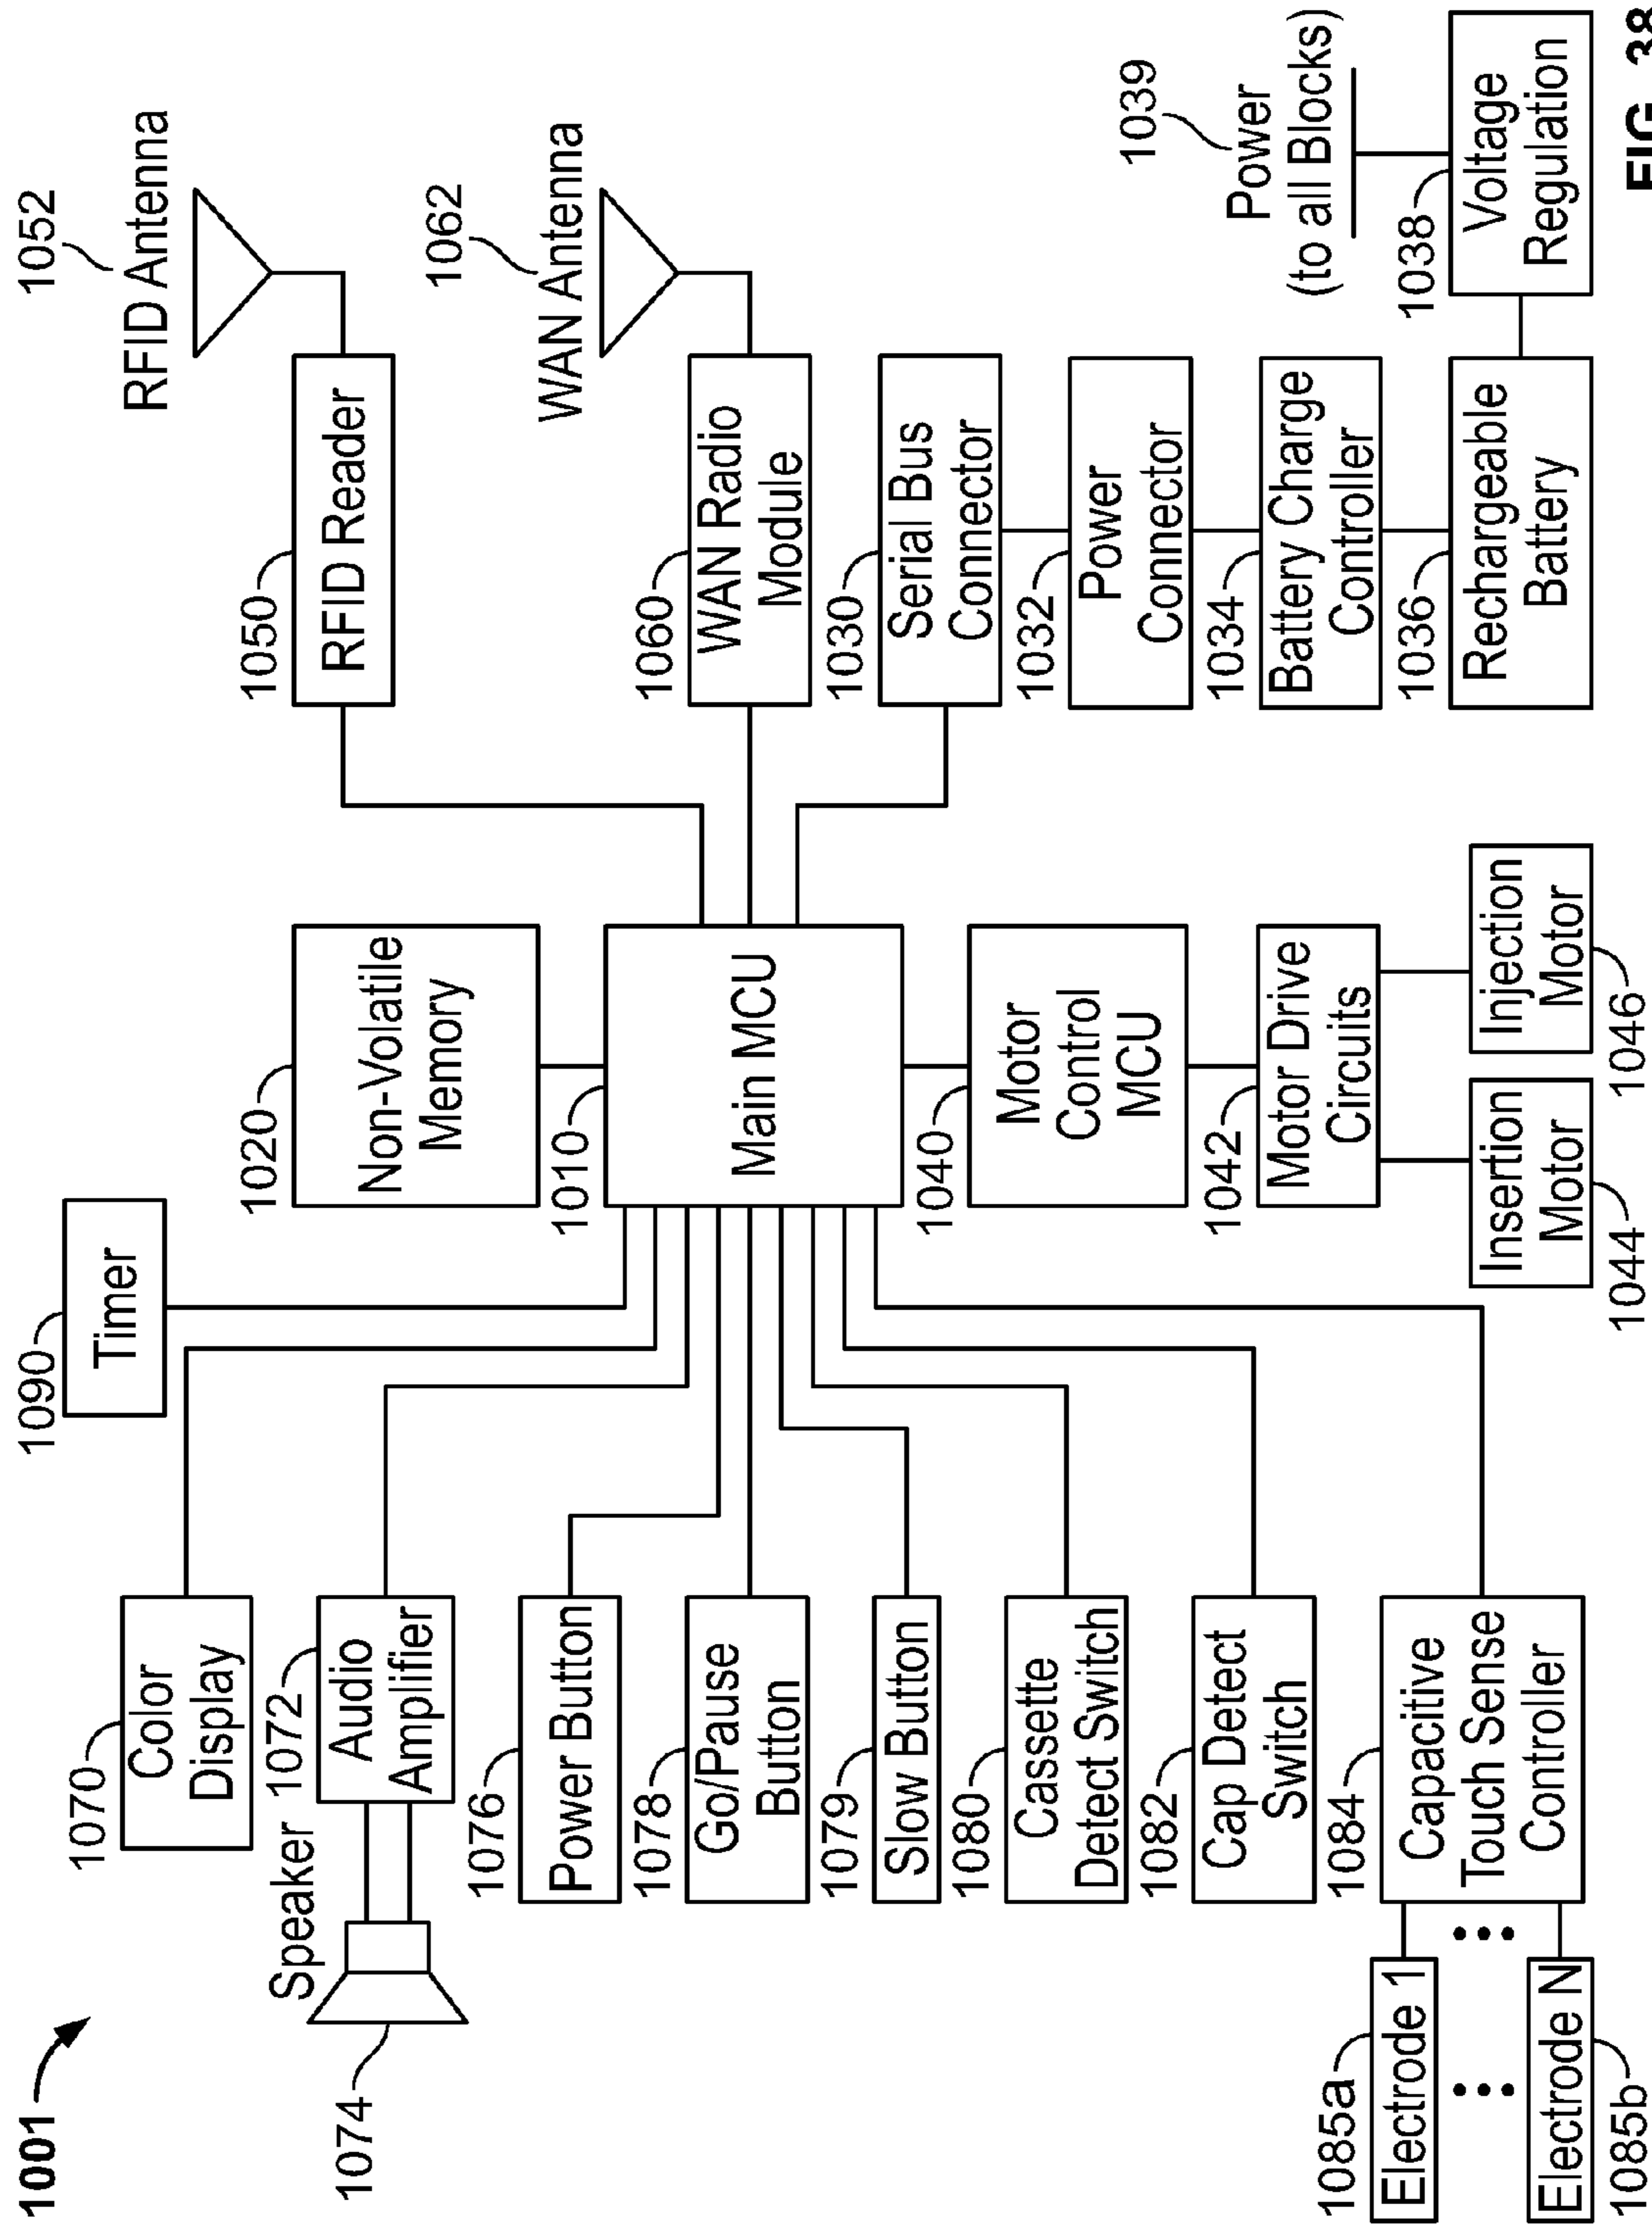 1001
1090
Timer
1070
Color
Display
Speaker
1074
1072
Audio
Amplifier
1076
Power Button
1078
Go/Pause
Button
1079
Slow Button
1080
Cassette
Detect Switch
1082
Cap Detect
Switch
1084
Capacitive
Touch Sense
Controller
1085a
Electrode 1
Electrode N
1085b
1020
Non-Volatile
Memory
1010
Main MCU
1040
Motor
Control
MCU
1042
Motor Drive
Circuits
Insertion
Motor
1044
Injection
Motor
1046
1052
RFID Antenna
1050
RFID Reader
1062
WAN Antenna
1060
WAN Radio
Module
1030
Serial Bus
Connector
1032
Power
Connector
1034
Battery Charge
Controller
1036
Rechargeable
Battery
1039
Power
(to all Blocks)
1038
Voltage
Regulation
FIG. 38